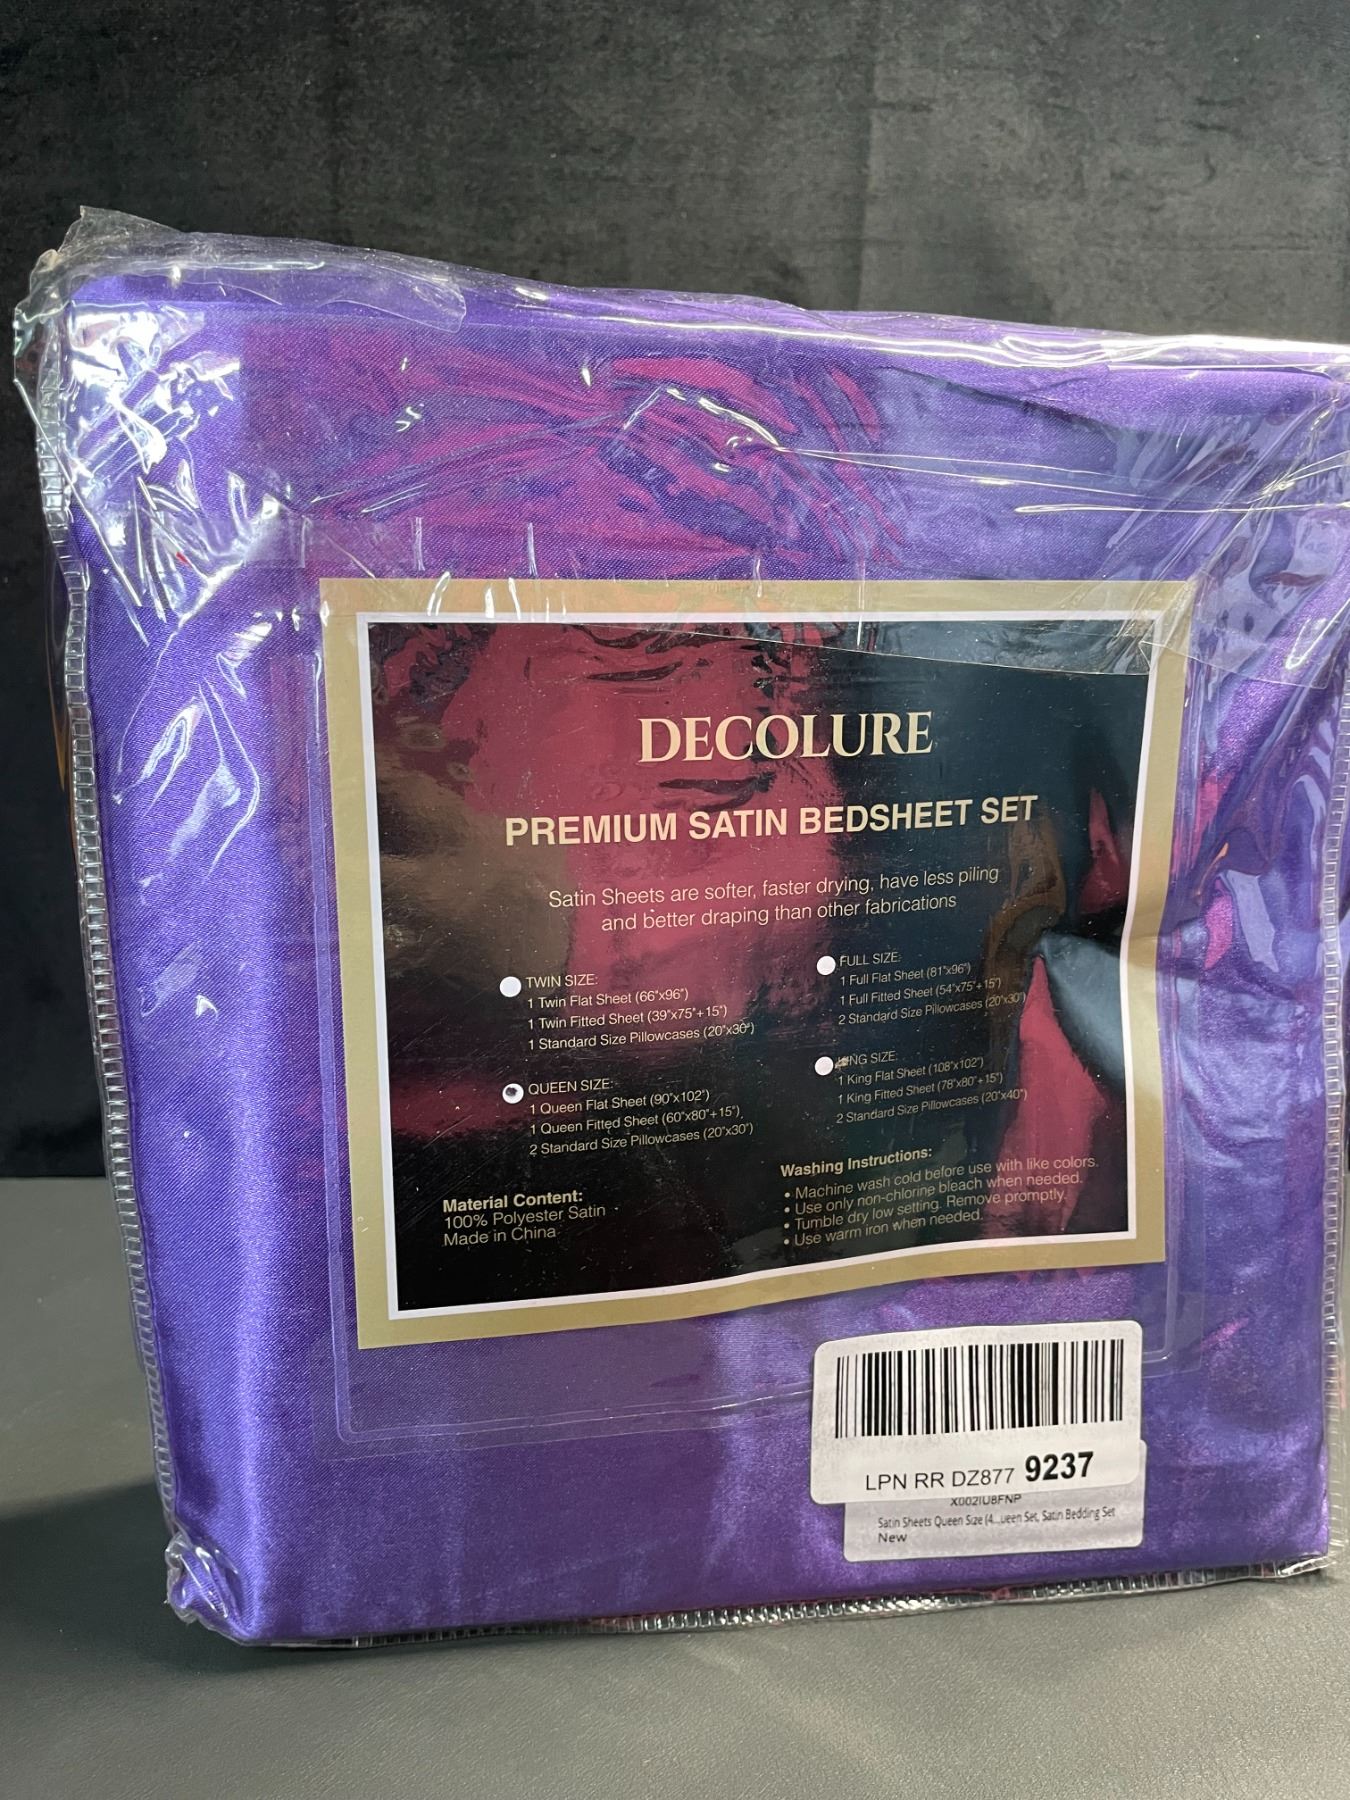 DECOLURE
PREMIUM SATIN BEDSHEET SET
Satin Sheets are softer, faster drying, have less piling
and better draping than other fabrications
TWIN SIZE:
1 Twin Flat Sheet (66"x96")
1 Twin Fitted Sheet (39"x75"+15")
1 Standard Size Pillowcases (20"x30")
FULL SIZE:
1 Full Flat Sheet (81"x96")
1 Full Fitted Sheet (54"x75"+15")
2 Standard Size Pillowcases (20"x30")
QUEEN SIZE:
1 Queen Flat Sheet (90"x102")
1 Queen Fitted Sheet (60"x80"+15")
2 Standard Size Pillowcases (20"x30")
KING SIZE:
1 King Flat Sheet (108"x102")
1 King Fitted Sheet (78"x80"+15")
2 Standard Size Pillowcases (20"x40")
Material Content:
100% Polyester Satin
Made in China
Washing Instructions:
• Machine wash cold before use with like colors.
• Use only non-chlorine bleach when needed.
• Tumble dry low setting. Remove promptly.
• Use warm iron when needed.
LPN RR DZ877 9237
X002IU8FNP
Satin Sheets Queen Size (4...ueen Set, Satin Bedding Set
New